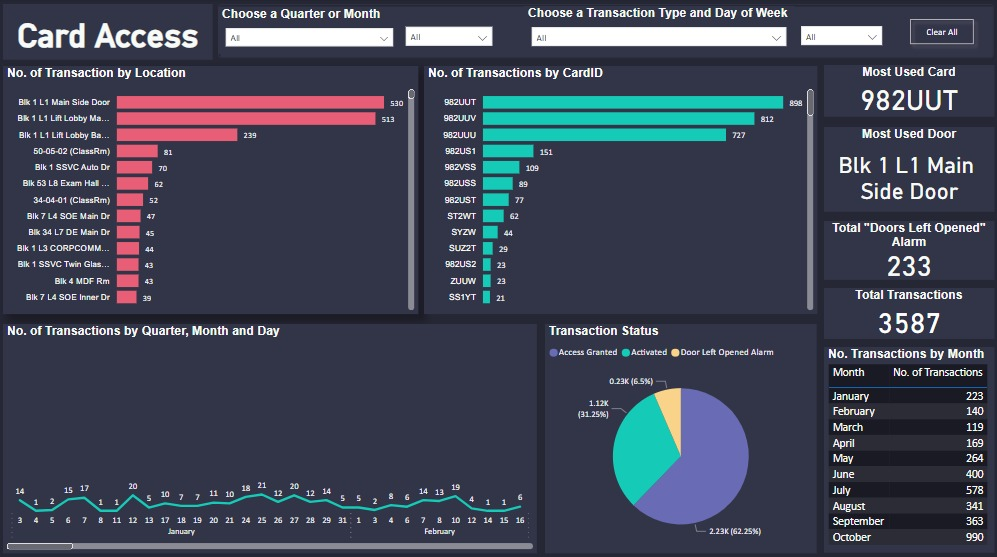 Card Access
Choose a Quarter or Month
All
All
Choose a Transaction Type and Day of Week
All
All
Clear All
No. of Transaction by Location
Blk 1 L1 Main Side Door 530
Blk 1 L1 Lift Lobby Ma... 513
Blk 1 L1 Lift Lobby Ba... 239
50-05-02 (ClassRm) 81
Blk 1 SSVC Auto Dr 70
Blk 53 L8 Exam Hall ... 62
34-04-01 (ClassRm) 52
Blk 7 L4 SOE Main Dr 47
Blk 34 L7 DE Main Dr 45
Blk 1 L3 CORPCOMM... 44
Blk 1 SSVC Twin Glas... 43
Blk 4 MDF Rm 43
Blk 7 L4 SOE Inner Dr 39
No. of Transactions by CardID
982UUT 898
982UUV 812
982UUU 727
982US1 151
982VSS 109
982USS 89
982UST 77
ST2WT 62
SYZW 44
SUZ2T 29
982US2 23
ZUUW 23
SS1YT 21
Most Used Card
982UUT
Most Used Door
Blk 1 L1 Main
Side Door
Total "Doors Left Opened"
Alarm
233
Total Transactions
3587
No. of Transactions by Quarter, Month and Day
14 1 2 15 17 1 1 20 5 10 7 7 11 10 18 21 12 20 12 14 5 5 2 8 6 14 13 19 4 1 1 6
3 4 5 6 7 8 11 12 13 17 18 19 20 21 24 25 26 27 28 29 31 1 3 4 6 7 8 10 12 14 15 16
January February
Transaction Status
Access Granted Activated Door Left Opened Alarm
0.23K (6.5%)
1.12K
(31.25%)
2.23K (62.25%)
No. Transactions by Month
Month No. of Transactions
January 223
February 140
March 119
April 169
May 264
June 400
July 578
August 341
September 363
October 990